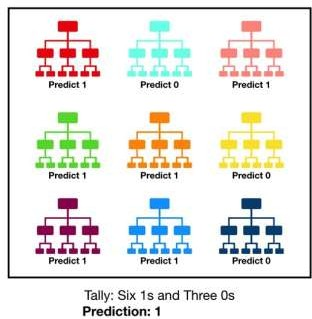 Predict 1 Predict 0 Predict 1
Predict 1 Predict 1 Predict 0
Predict 1 Predict 1 Predict 0
Tally: Six 1s and Three 0s
Prediction: 1